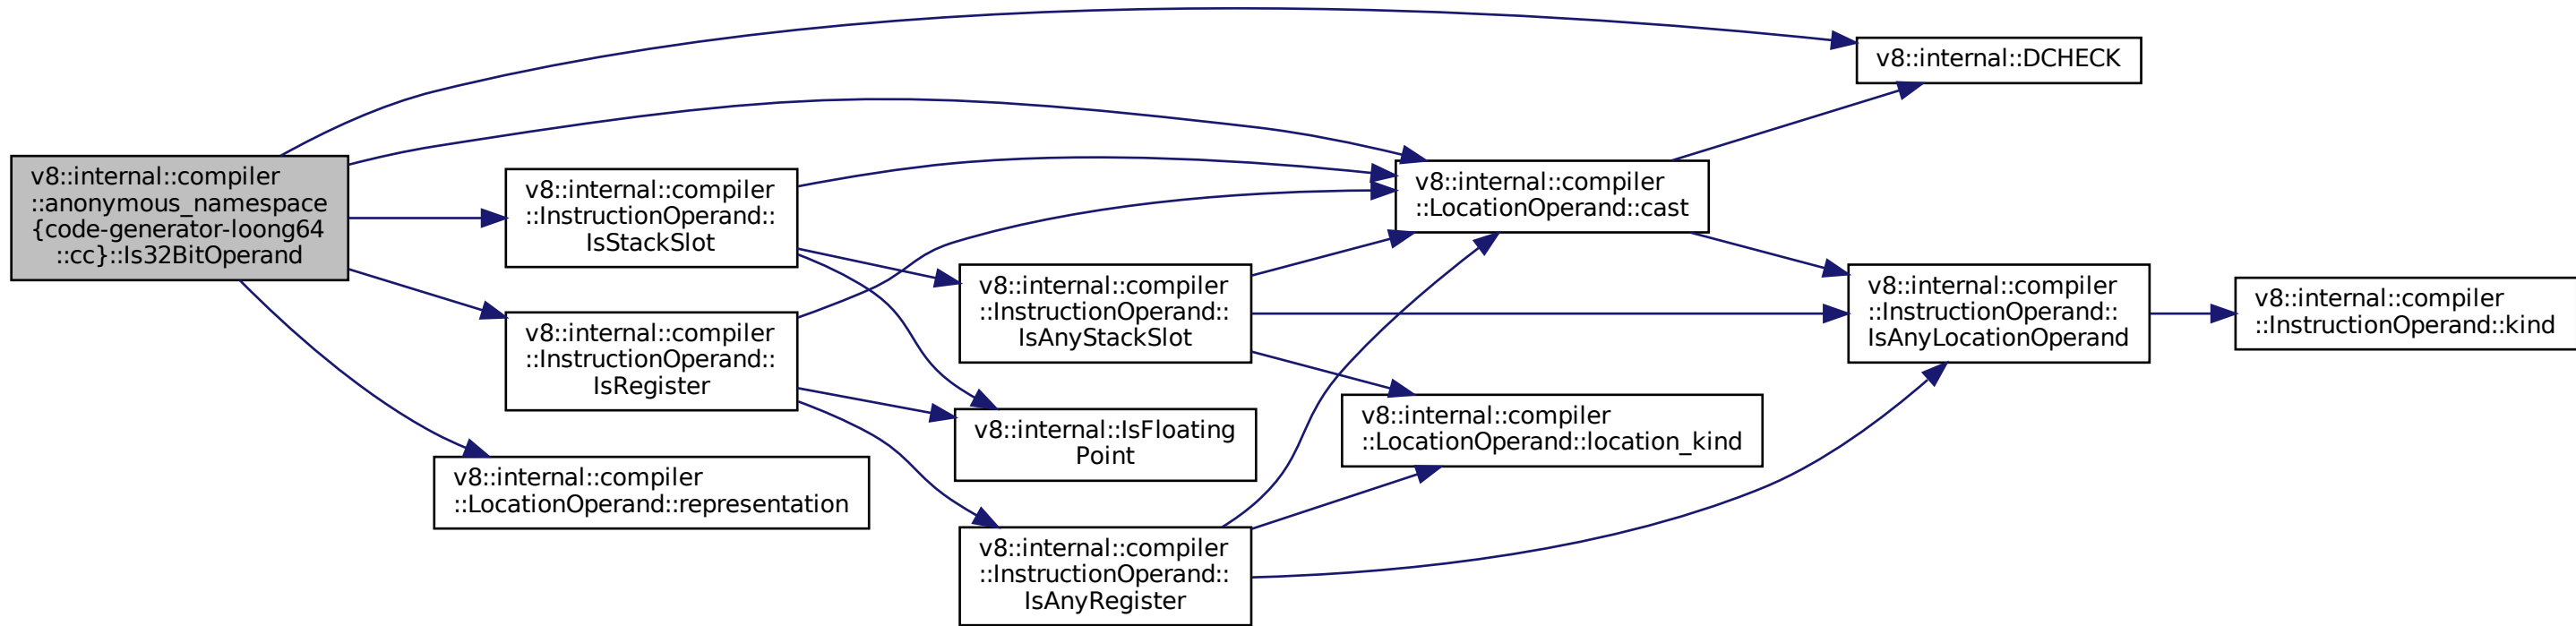 v8::internal::compiler
::anonymous_namespace
{code-generator-loong64
::cc}::Is32BitOperand
v8::internal::compiler
::InstructionOperand::
IsStackSlot
v8::internal::compiler
::InstructionOperand::
IsRegister
v8::internal::compiler
::LocationOperand::representation
v8::internal::compiler
::InstructionOperand::
IsAnyStackSlot
v8::internal::IsFloating
Point
v8::internal::compiler
::InstructionOperand::
IsAnyRegister
v8::internal::compiler
::LocationOperand::cast
v8::internal::compiler
::LocationOperand::location_kind
v8::internal::DCHECK
v8::internal::compiler
::InstructionOperand::
IsAnyLocationOperand
v8::internal::compiler
::InstructionOperand::kind